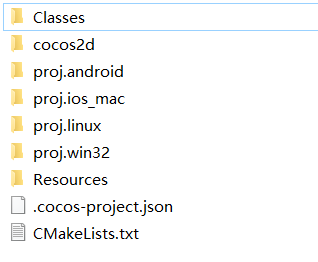 Classes
cocos2d
proj.android
proj.ios_mac
proj.linux
proj.win32
Resources
.cocos-project.json
CMakeLists.txt